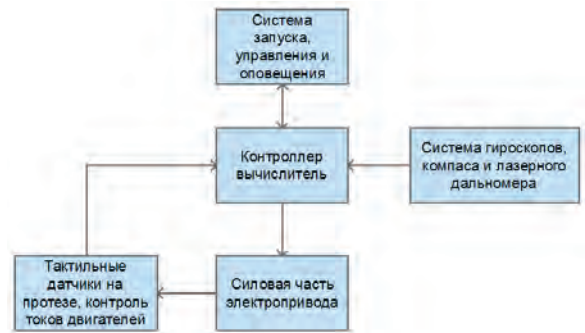 Система
запуска,
управления и
оповещения
Контроллер
вычислитель
Система гироскопов,
компаса и лазерного
дальномера
Тактильные
датчики на
протезе, контроль
токов двигателей
Силовая часть
электропривода